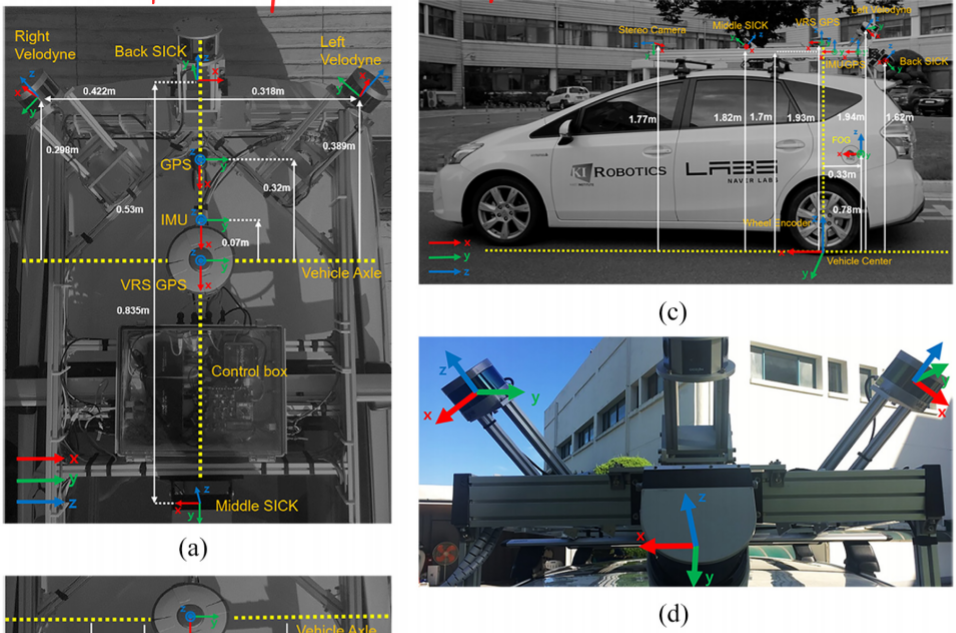 Right
Velodyne
Back SICK
Left
Velodyne
z
x
y
0.422m
0.318m
0.298m
0.389m
GPS
0.32m
0.53m
IMU
0.07m
Vehicle Axle
VRS GPS
0.835m
Control box
x
y
z
Middle SICK
(a)
Vehicle Axle
Stereo Camera
Middle SICK
VRS GPS
Left Velodyne
IMU
GPS
Back SICK
1.77m
1.82m
1.7m
1.93m
1.94m
1.62m
FOG
0.33m
0.78m
ROBOTICS
LABS
NAVER LABS
Wheel Encoder
Vehicle Center
x
y
z
(c)
z
x
y
z
y
x
z
x
y
(d)